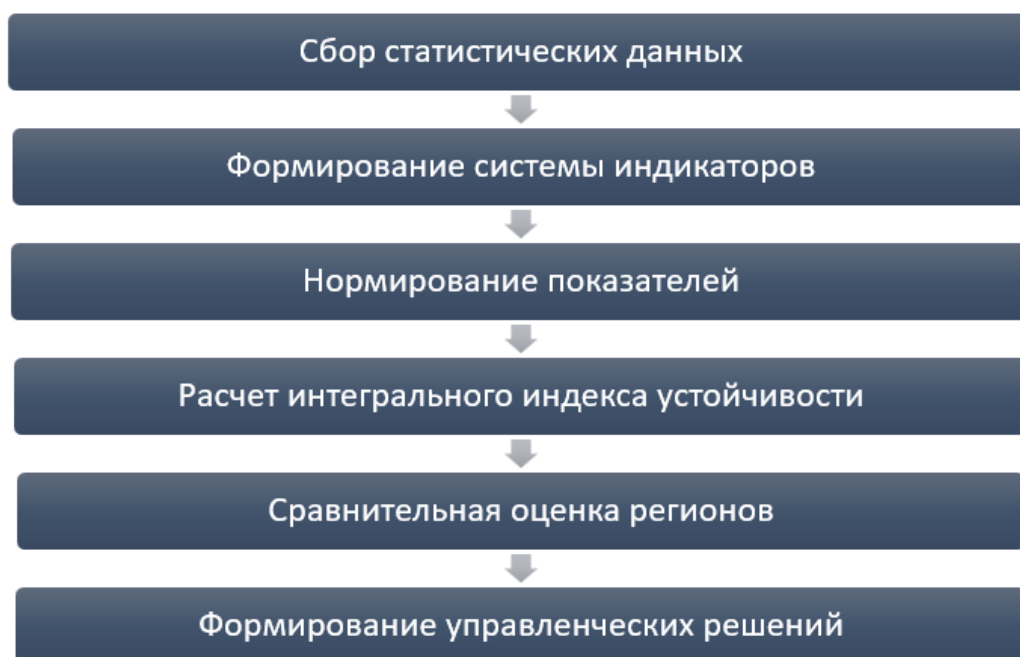 Сбор статистических данных
Формирование системы индикаторов
Нормирование показателей
Расчет интегрального индекса устойчивости
Сравнительная оценка регионов
Формирование управленческих решений